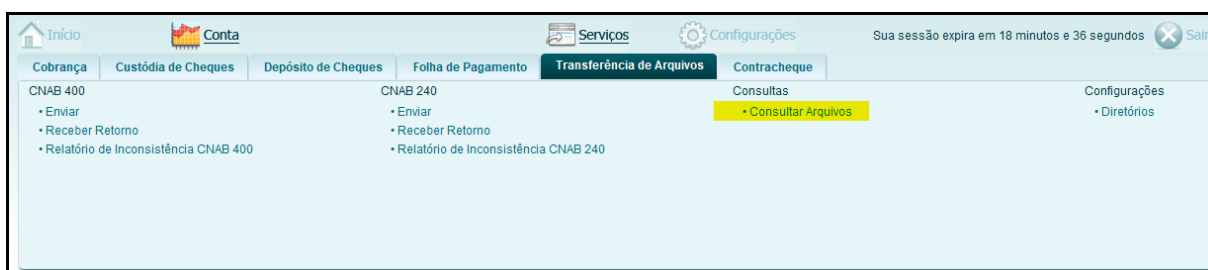 Início Conta Serviços Configurações Sua sessão expira em 18 minutos e 36 segundos Sair
Cobrança Custódia de Cheques Depósito de Cheques Folha de Pagamento Transferência de Arquivos Contracheque
CNAB 400 CNAB 240 Consultas Configurações
• Enviar • Enviar • Consultar Arquivos • Diretórios
• Receber Retorno • Receber Retorno
• Relatório de Inconsistência CNAB 400 • Relatório de Inconsistência CNAB 240